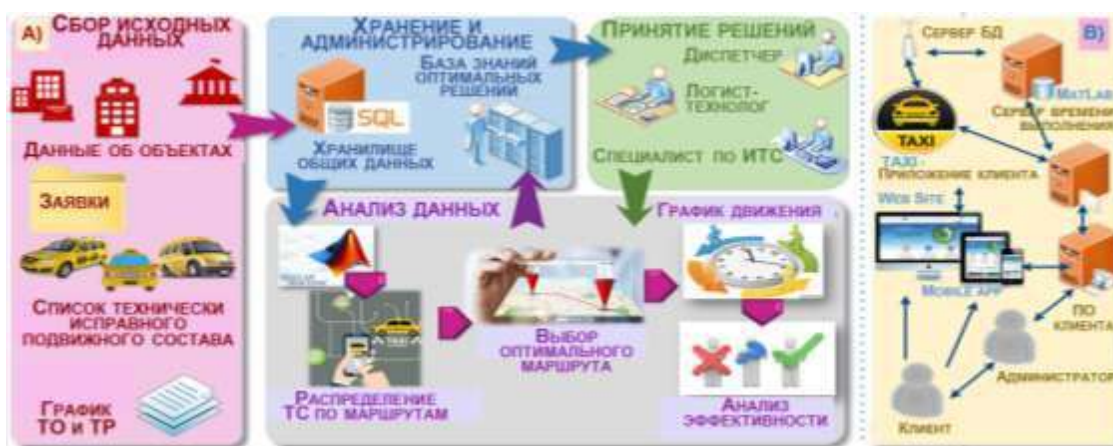 А) СБОР ИСХОДНЫХ
ДАННЫХ
ДАННЫЕ ОБ ОБЪЕКТАХ
ЗАЯВКИ
СПИСОК ТЕХНИЧЕСКИ
ИСПРАВНОГО
ПОДВИЖНОГО СОСТАВА
ГРАФИК
ТО И ТР
ХРАНЕНИЕ И
АДМИНИСТРИРОВАНИЕ
БАЗА ЗНАНИЙ
ОПТИМАЛЬНЫХ
РЕШЕНИЙ
SQL
ХРАНИЛИЩЕ
ОБЩИХ ДАННЫХ
ПРИНЯТИЕ РЕШЕНИЙ
ДИСПЕТЧЕР
ЛОГИСТ-
ТЕХНОЛОГ
СПЕЦИАЛИСТ ПО ИТС
АНАЛИЗ ДАННЫХ
ГРАФИК ДВИЖЕНИЯ
РАСПРЕДЕЛЕНИЕ
ТС ПО МАРШРУТАМ
ВЫБОР
ОПТИМАЛЬНОГО
МАРШРУТА
АНАЛИЗ
ЭФФЕКТИВНОСТИ
В)
СЕРВЕР БД
MATLAB
СЕРВЕР ВРЕМЕНИ
ВЫПОЛНЕНИЯ
TAXI
TAXI -
ПРИЛОЖЕНИЕ КЛИЕНТА
WEB SITE
MOBILE APP
ПО
КЛИЕНТА
АДМИНИСТРАТОР
КЛИЕНТ